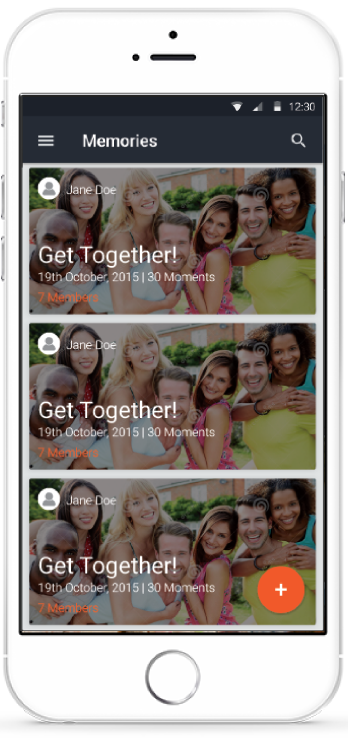 12:30
Memories
Jane Doe
Get Together!
19th October, 2015 | 30 Moments
7 Members
Jane Doe
Get Together!
19th October, 2015 | 30 Moments
7 Members
Jane Doe
Get Together!
19th October, 2015 | 30 Moments
7 Members